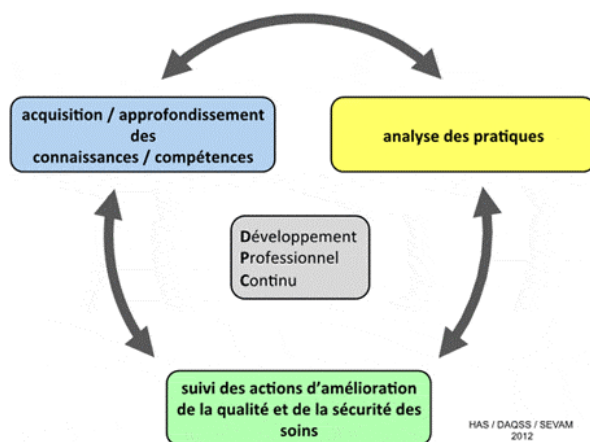 acquisition / approfondissement
des
connaissances / compétences
analyse des pratiques
Développement
Professionnel
Continu
suivi des actions d'amélioration
de la qualité et de la sécurité des
soins
HAS / DAQSS / SEVAM
2012